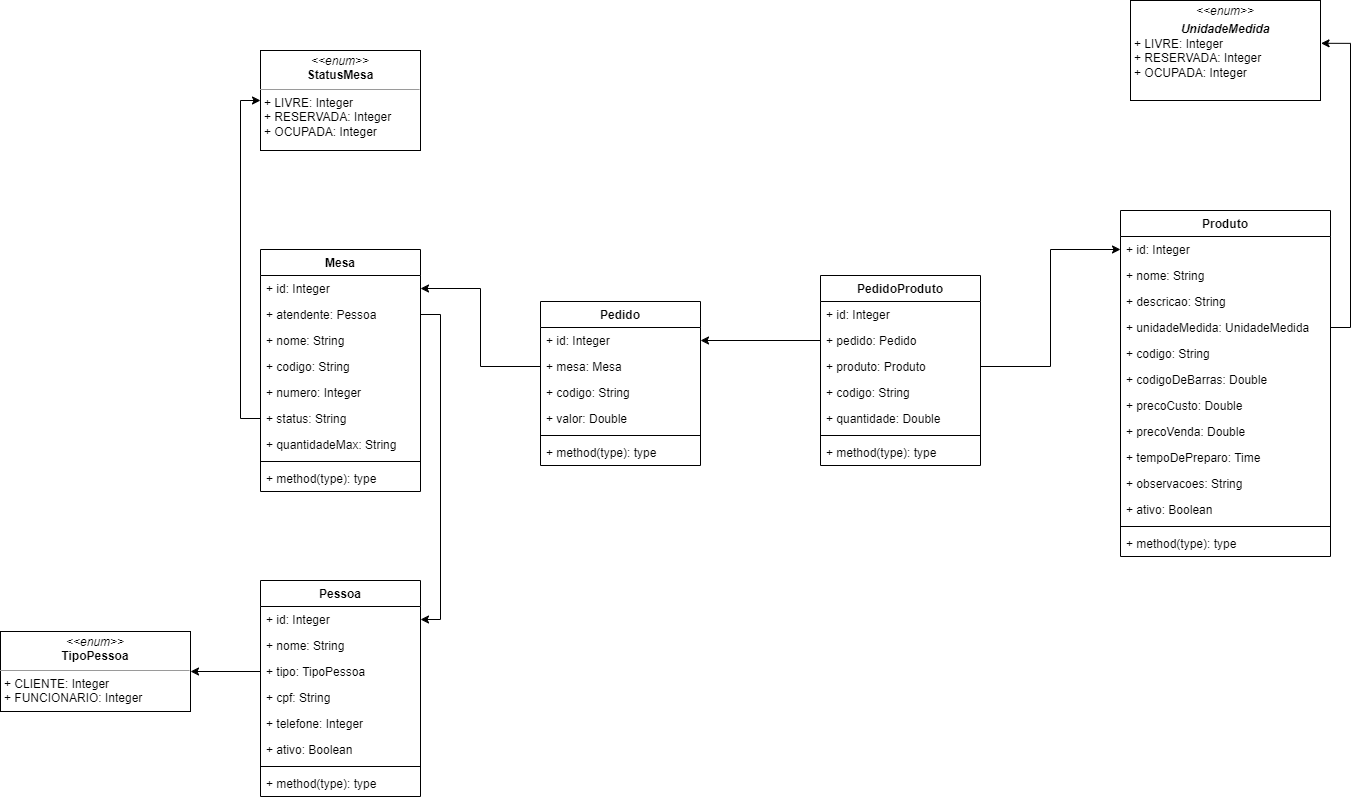 <<enum>>
UnidadeMedida
+ LIVRE: Integer
+ RESERVADA: Integer
+ OCUPADA: Integer
<<enum>>
StatusMesa
+ LIVRE: Integer
+ RESERVADA: Integer
+ OCUPADA: Integer
Mesa
+ id: Integer
+ atendente: Pessoa
+ nome: String
+ codigo: String
+ numero: Integer
+ status: String
+ quantidadeMax: String
+ method(type): type
Pedido
+ id: Integer
+ mesa: Mesa
+ codigo: String
+ valor: Double
+ method(type): type
PedidoProduto
+ id: Integer
+ pedido: Pedido
+ produto: Produto
+ codigo: String
+ quantidade: Double
+ method(type): type
Produto
+ id: Integer
+ nome: String
+ descricao: String
+ unidadeMedida: UnidadeMedida
+ codigo: String
+ codigoDeBarras: Double
+ precoCusto: Double
+ precoVenda: Double
+ tempoDePreparo: Time
+ observacoes: String
+ ativo: Boolean
+ method(type): type
<<enum>>
TipoPessoa
+ CLIENTE: Integer
+ FUNCIONARIO: Integer
Pessoa
+ id: Integer
+ nome: String
+ tipo: TipoPessoa
+ cpf: String
+ telefone: Integer
+ ativo: Boolean
+ method(type): type